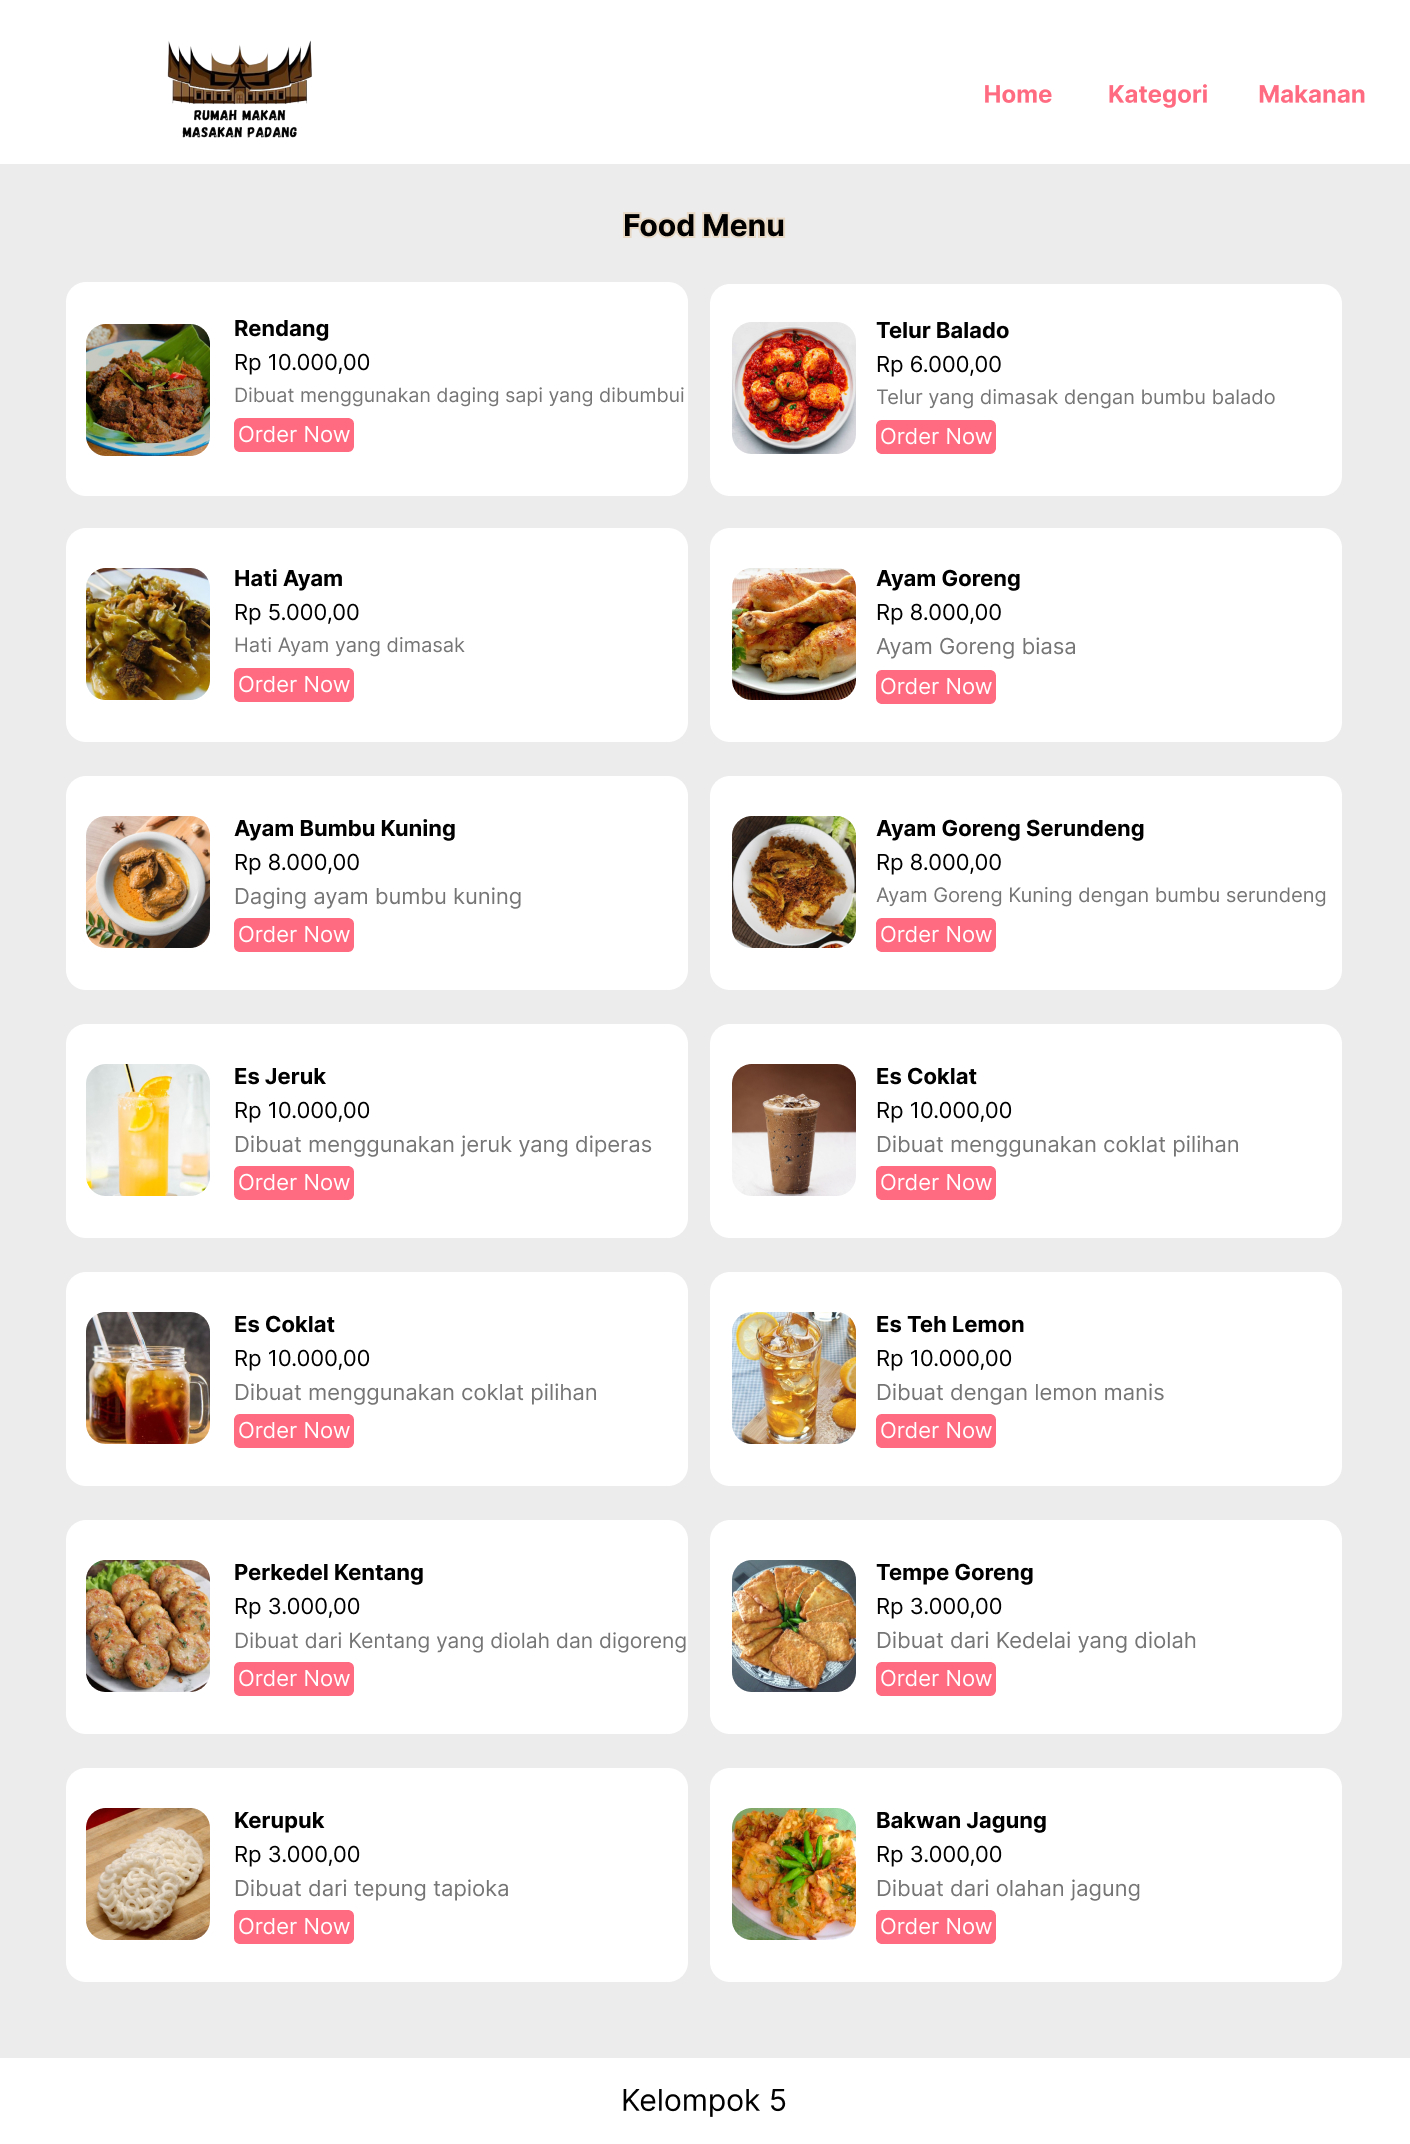 RUMAH MAKAN
MASAKAN PADANG
Home
Kategori
Makanan
Food Menu
Rendang
Rp 10.000,00
Dibuat menggunakan daging sapi yang dibumbui
Order Now
Telur Balado
Rp 6.000,00
Telur yang dimasak dengan bumbu balado
Order Now
Hati Ayam
Rp 5.000,00
Hati Ayam yang dimasak
Order Now
Ayam Goreng
Rp 8.000,00
Ayam Goreng biasa
Order Now
Ayam Bumbu Kuning
Rp 8.000,00
Daging ayam bumbu kuning
Order Now
Ayam Goreng Serundeng
Rp 8.000,00
Ayam Goreng Kuning dengan bumbu serundeng
Order Now
Es Jeruk
Rp 10.000,00
Dibuat menggunakan jeruk yang diperas
Order Now
Es Coklat
Rp 10.000,00
Dibuat menggunakan coklat pilihan
Order Now
Es Coklat
Rp 10.000,00
Dibuat menggunakan coklat pilihan
Order Now
Es Teh Lemon
Rp 10.000,00
Dibuat dengan lemon manis
Order Now
Perkedel Kentang
Rp 3.000,00
Dibuat dari Kentang yang diolah dan digoreng
Order Now
Tempe Goreng
Rp 3.000,00
Dibuat dari Kedelai yang diolah
Order Now
Kerupuk
Rp 3.000,00
Dibuat dari tepung tapioka
Order Now
Bakwan Jagung
Rp 3.000,00
Dibuat dari olahan jagung
Order Now
Kelompok 5